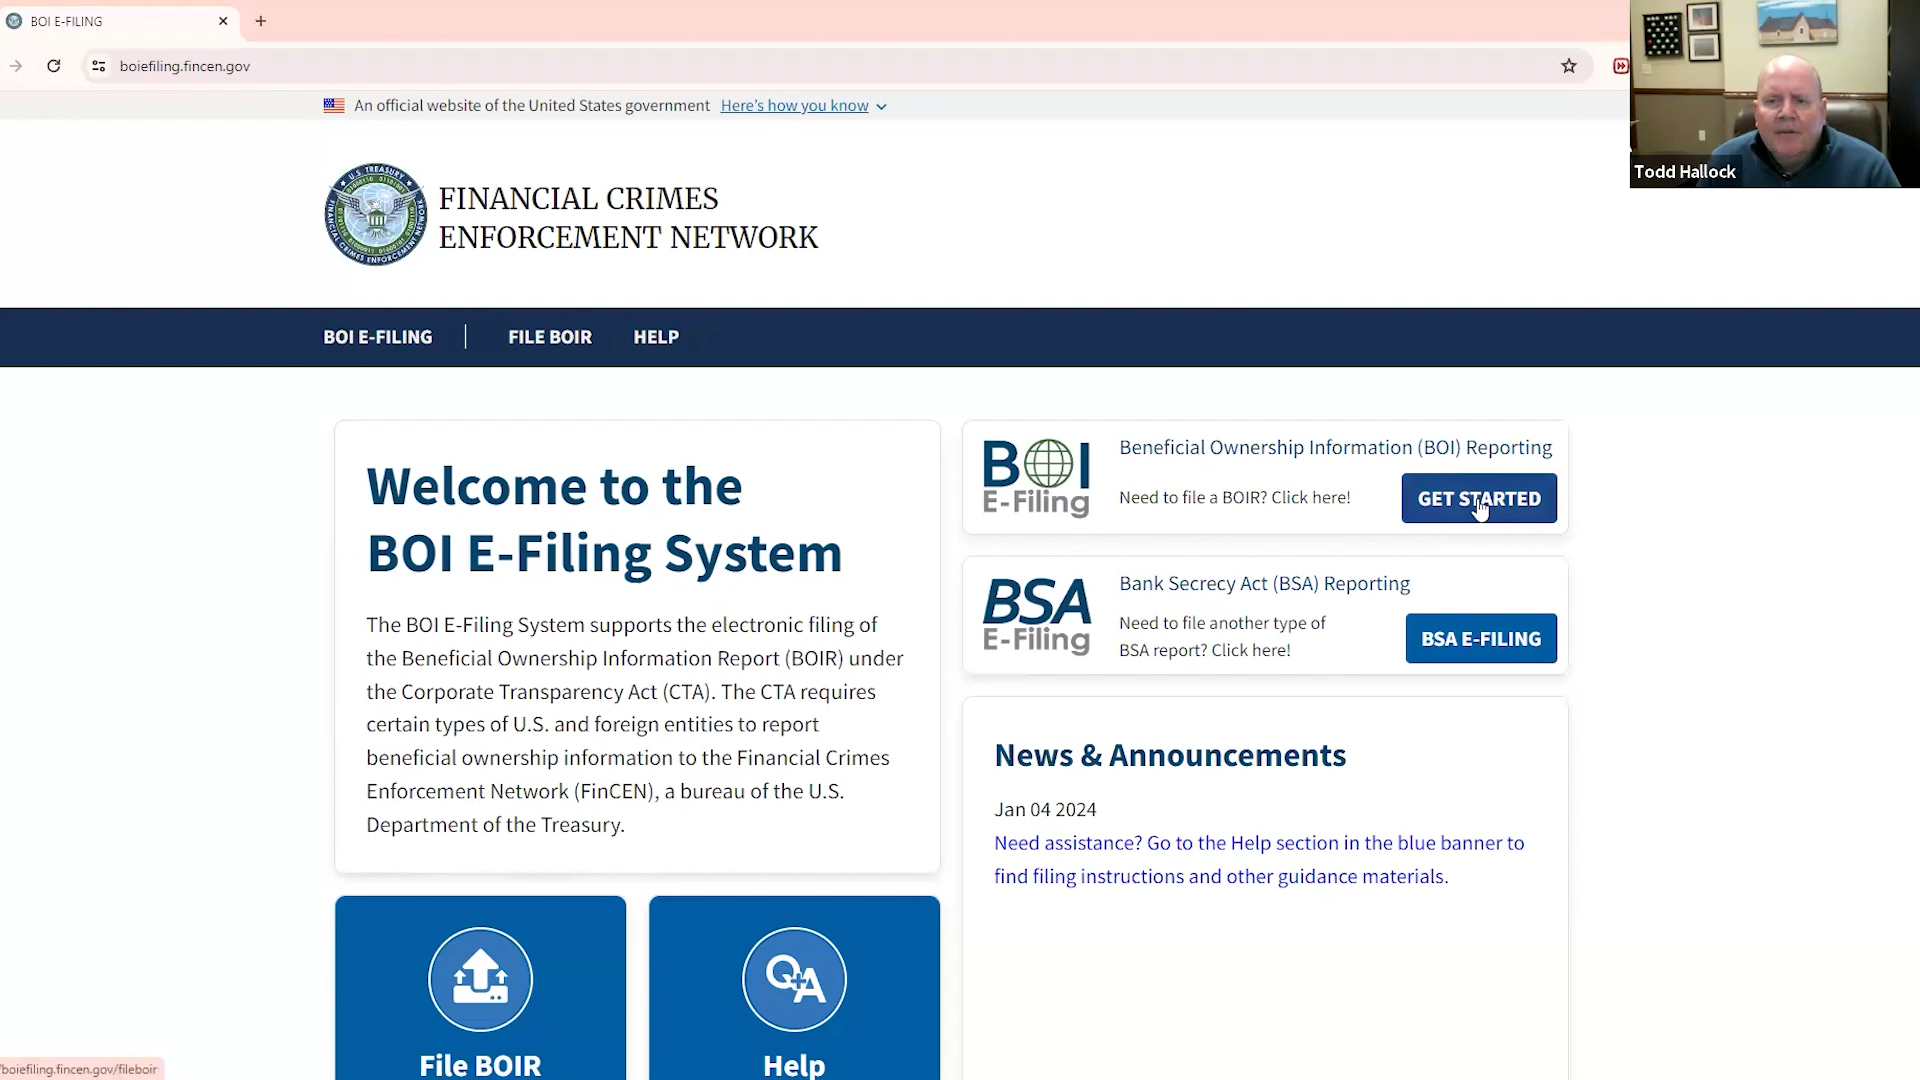 BOI E-FILING
boiefiling.fincen.gov
An official website of the United States government Here's how you know
Todd Hallock
U.S. TREASURY
FINANCIAL CRIMES ENFORCEMENT NETWORK
FINANCIAL CRIMES
ENFORCEMENT NETWORK
BOI E-FILING | FILE BOIR HELP
Welcome to the
BOI E-Filing System
The BOI E-Filing System supports the electronic filing of
the Beneficial Ownership Information Report (BOIR) under
the Corporate Transparency Act (CTA). The CTA requires
certain types of U.S. and foreign entities to report
beneficial ownership information to the Financial Crimes
Enforcement Network (FinCEN), a bureau of the U.S.
Department of the Treasury.
BOI
E-Filing
Beneficial Ownership Information (BOI) Reporting
Need to file a BOIR? Click here!
GET STARTED
BSA
E-Filing
Bank Secrecy Act (BSA) Reporting
Need to file another type of
BSA report? Click here!
BSA E-FILING
News & Announcements
Jan 04 2024
Need assistance? Go to the Help section in the blue banner to
find filing instructions and other guidance materials.
File BOIR
Q+A
Help
/boiefiling.fincen.gov/fileboir